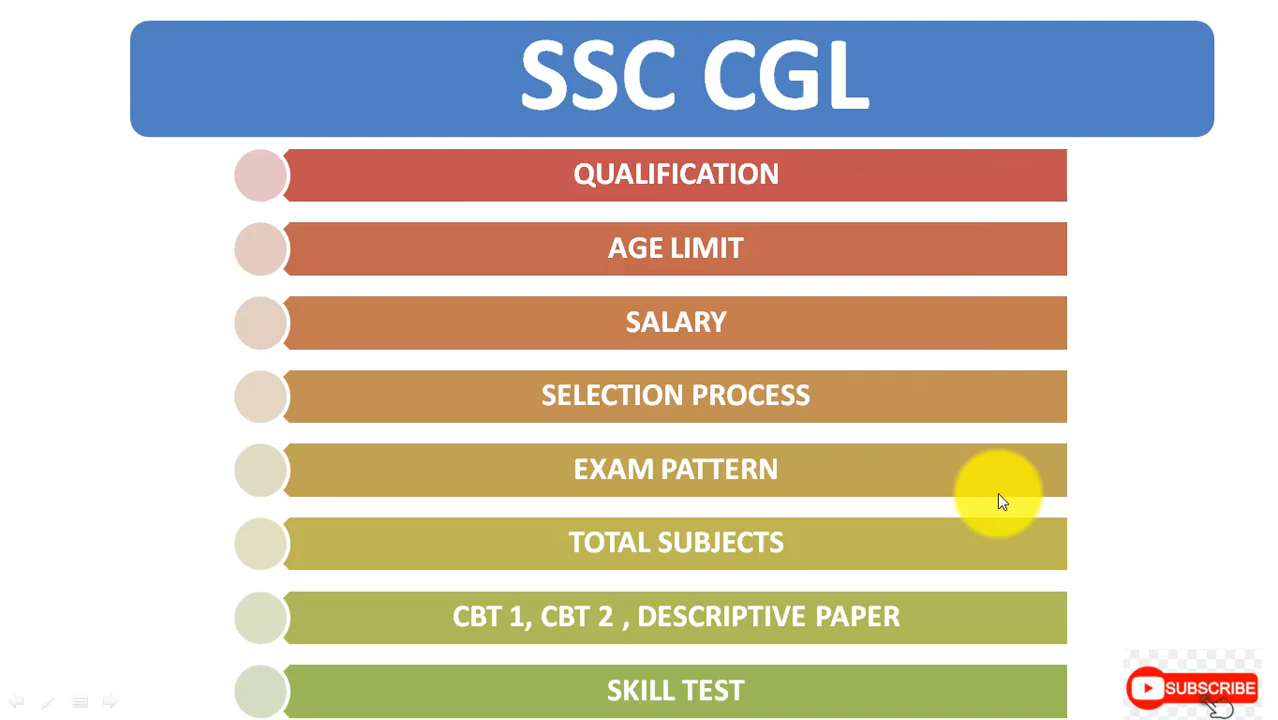 SSC CGL
QUALIFICATION
AGE LIMIT
SALARY
SELECTION PROCESS
EXAM PATTERN
TOTAL SUBJECTS
CBT 1, CBT 2 , DESCRIPTIVE PAPER
SKILL TEST
SUBSCRIBE